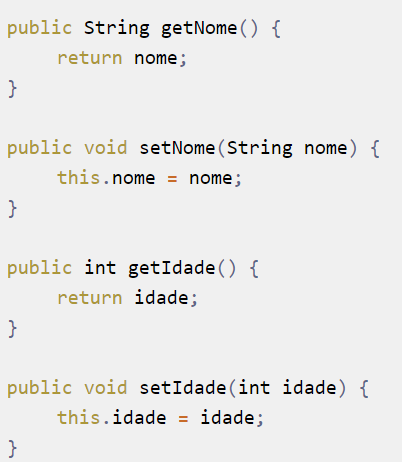 public String getNome() {
return nome;
}
public void setNome(String nome) {
this.nome = nome;
}
public int getIdade() {
return idade;
}
public void setIdade(int idade) {
this.idade = idade;
}